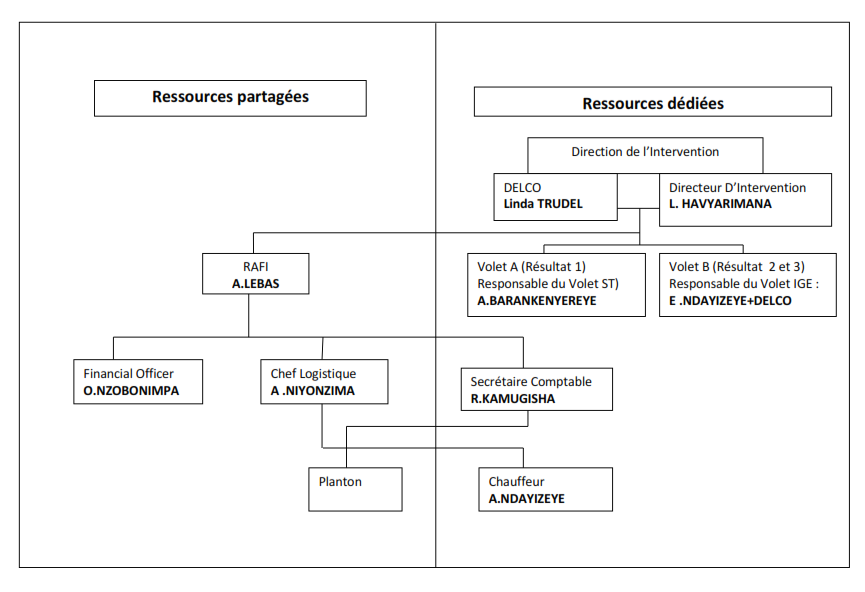 Ressources partagées
Ressources dédiées
Direction de l’Intervention
DELCO
Linda TRUDEL
Directeur D’Intervention
L. HAVYARIMANA
RAFI
A.LEBAS
Volet A (Résultat 1)
Responsable du Volet ST)
A.BARANKENYEREYE
Volet B (Résultat 2 et 3)
Responsable du Volet IGE :
E .NDAYIZEYE+DELCO
Financial Officer
O.NZOBONIMPA
Chef Logistique
A .NIYONZIMA
Secrétaire Comptable
R.KAMUGISHA
Planton
Chauffeur
A.NDAYIZEYE